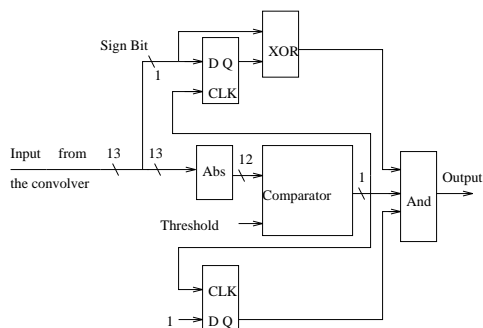 Sign Bit
1
D Q
CLK
XOR
Input from
the convolver
13
13
Abs
12
Comparator
1
Threshold
And
Output
CLK
1
D Q